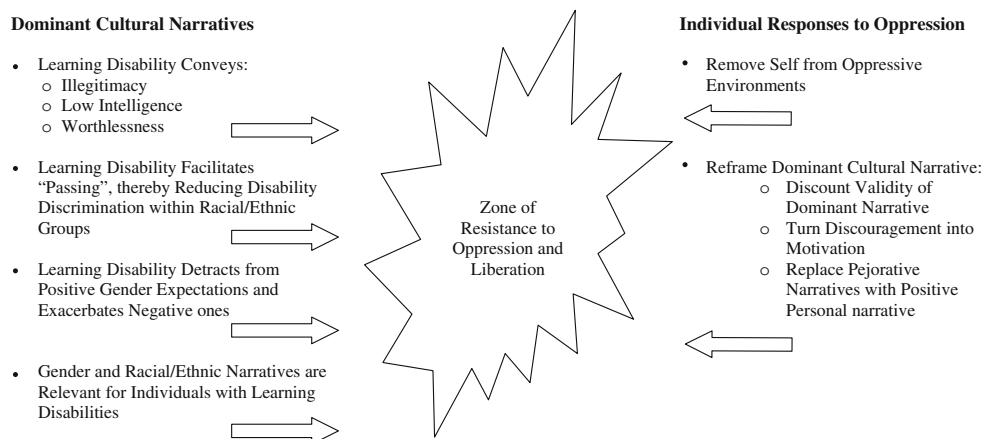 Dominant Cultural Narratives
• Learning Disability Conveys:
o Illegitimacy
o Low Intelligence
o Worthlessness
• Learning Disability Facilitates
“Passing”, thereby Reducing Disability
Discrimination within Racial/Ethnic
Groups
• Learning Disability Detracts from
Positive Gender Expectations and
Exacerbates Negative ones
• Gender and Racial/Ethnic Narratives are
Relevant for Individuals with Learning
Disabilities
Zone of
Resistance to
Oppression and
Liberation
Individual Responses to Oppression
• Remove Self from Oppressive
Environments
• Reframe Dominant Cultural Narrative:
o Discount Validity of
Dominant Narrative
o Turn Discouragement into
Motivation
o Replace Pejorative
Narratives with Positive
Personal narrative